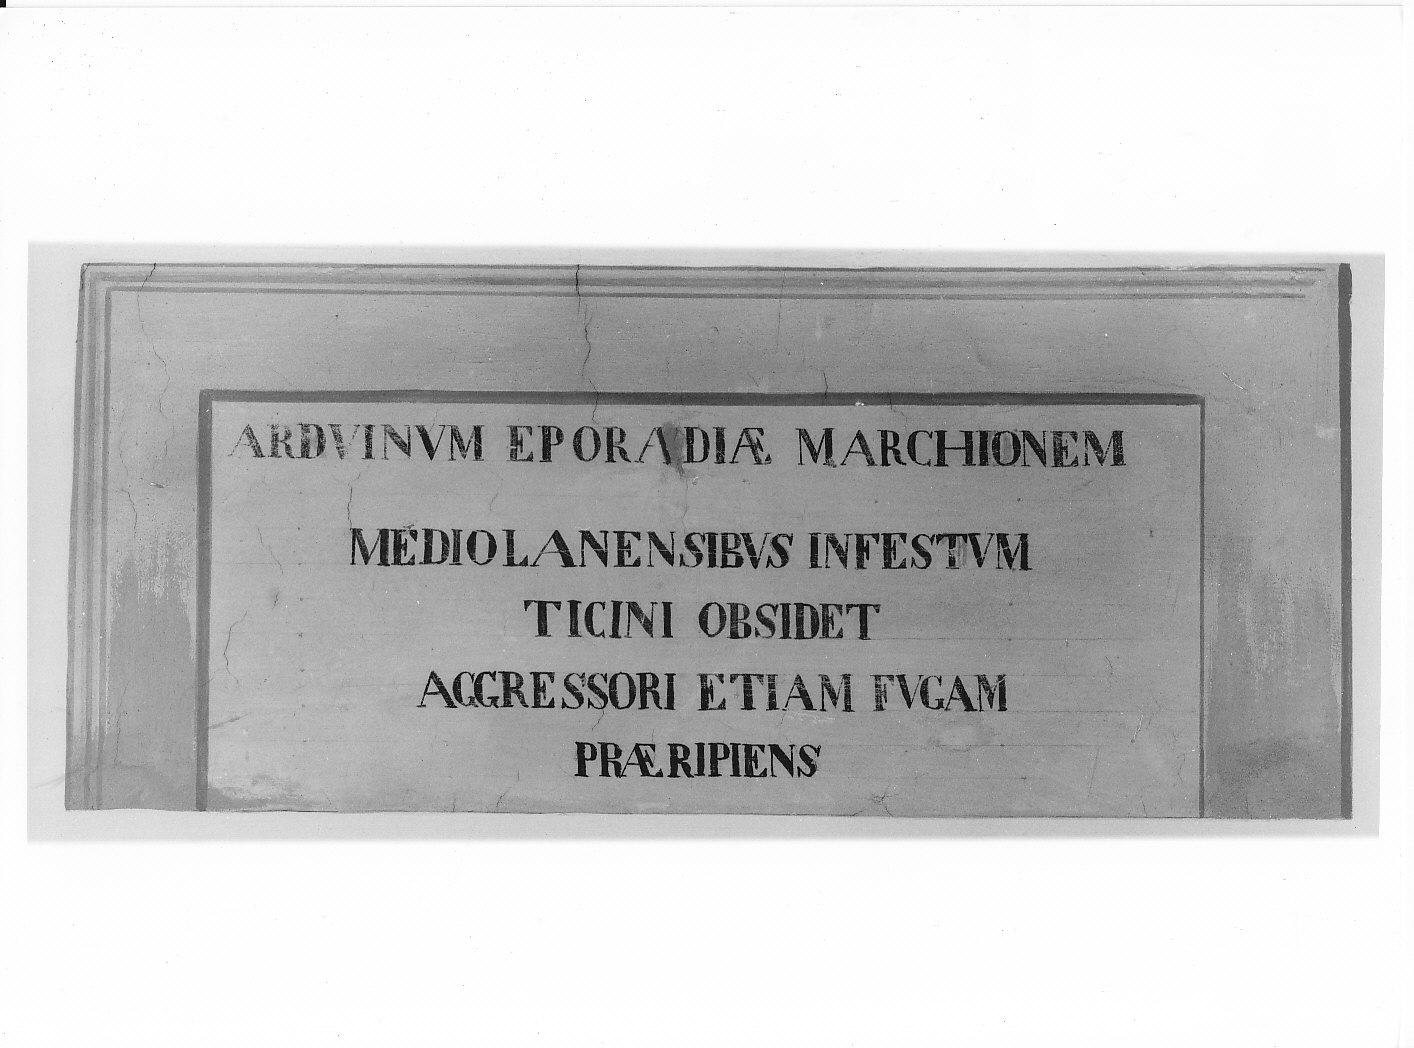 ARDVINVM EPORADIÆ MARCHIONEM
MEDIOLANENSIBVS INFESTVM
TICINI OBSIDET
AGGRESSORI ETIAM FVGAM
PRÆRIPIENS